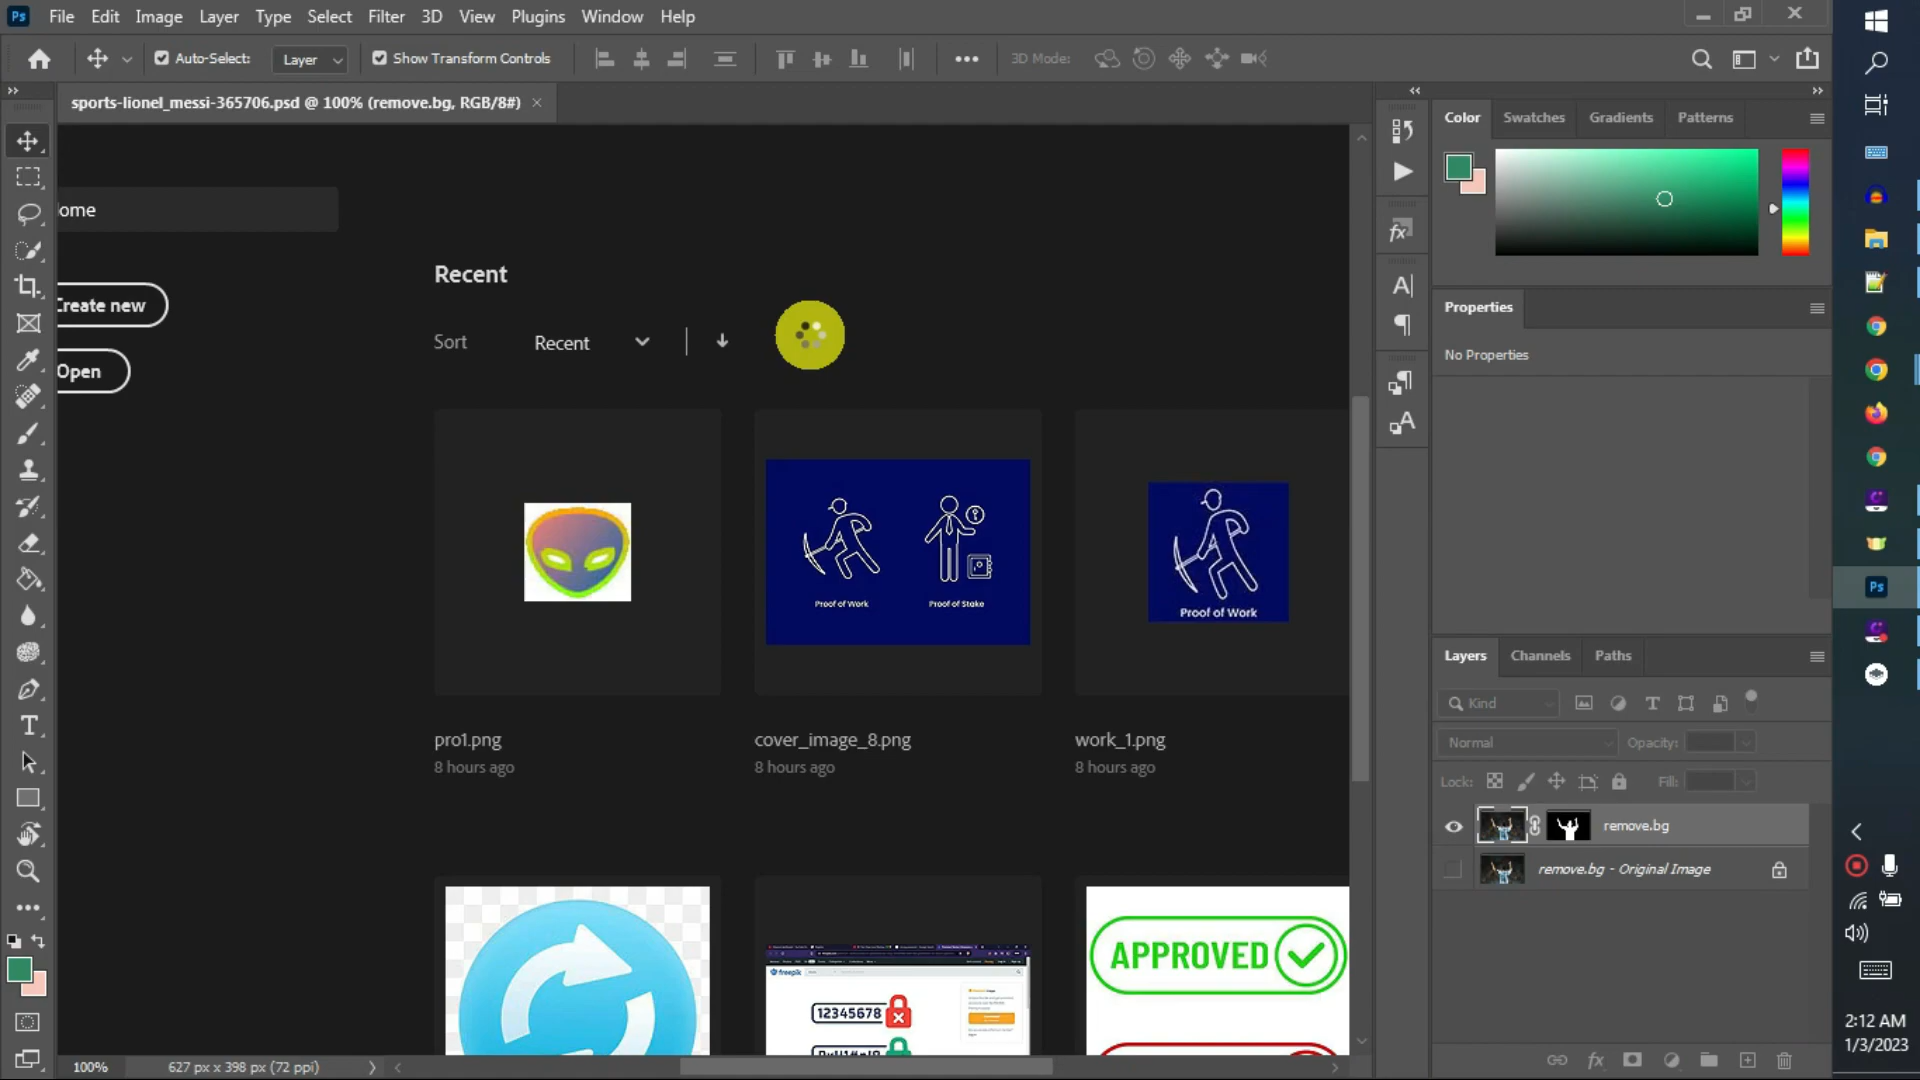 Ps File Edit Image Layer Type Select Filter 3D View Plugins Window Help
Auto-Select: Layer Show Transform Controls 3D Mode:
sports-lionel_messi-365706.psd @ 100% (remove.bg, RGB/8#)
Color Swatches Gradients Patterns
ome
Create new
Open
Recent
Sort Recent
Properties
No Properties
Proof of Work Proof of Stake
Proof of Work
pro1.png
8 hours ago
cover_image_8.png
8 hours ago
work_1.png
8 hours ago
freepik
12345678
APPROVED
Layers Channels Paths
Kind
Normal Opacity:
Lock: Fill:
remove.bg
remove.bg - Original Image
Ps
2:12 AM
1/3/2023
100% 627 px x 398 px (72 ppi)